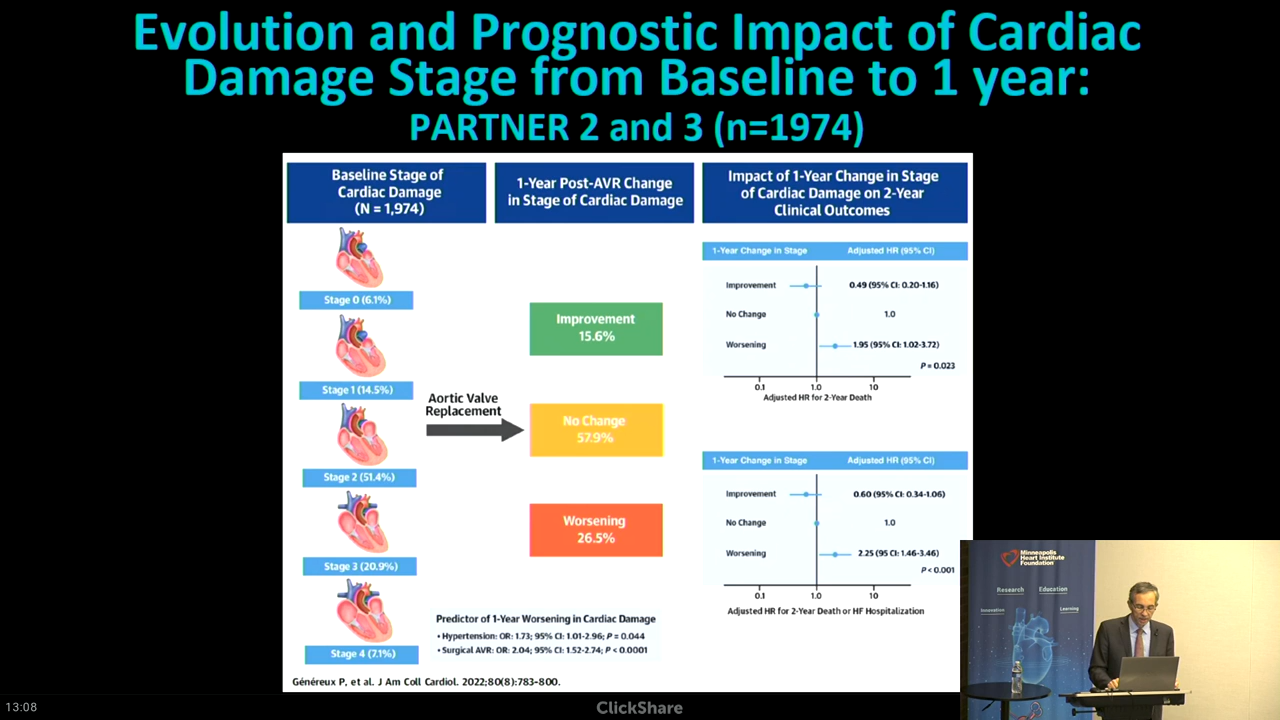 Evolution and Prognostic Impact of Cardiac
Damage Stage from Baseline to 1 year:
PARTNER 2 and 3 (n=1974)
Baseline Stage of
Cardiac Damage
(N = 1,974)
1-Year Post-AVR Change
in Stage of Cardiac Damage
Impact of 1-Year Change in Stage
of Cardiac Damage on 2-Year
Clinical Outcomes
Stage 0 (6.1%)
Stage 1 (14.5%)
Stage 2 (51.4%)
Stage 3 (20.9%)
Stage 4 (7.1%)
Aortic Valve
Replacement
Improvement
15.6%
No Change
57.9%
Worsening
26.5%
Predictor of 1-Year Worsening in Cardiac Damage
• Hypertension: OR: 1.73; 95% CI: 1.01-2.96; P = 0.044
• Surgical AVR: OR: 2.04; 95% CI: 1.52-2.74; P < 0.0001
1-Year Change in Stage Adjusted HR (95% CI)
Improvement 0.49 (95% CI: 0.20-1.16)
No Change 1.0
Worsening 1.95 (95% CI: 1.02-3.72)
P = 0.023
0.1 1.0 10
Adjusted HR for 2-Year Death
1-Year Change in Stage Adjusted HR (95% CI)
Improvement 0.60 (95% CI: 0.34-1.06)
No Change 1.0
Worsening 2.25 (95 CI: 1.46-3.46)
P < 0.001
0.1 1.0 10
Adjusted HR for 2-Year Death or HF Hospitalization
Généreux P, et al. J Am Coll Cardiol. 2022;80(8):783-800.
Minneapolis
Heart Institute
Foundation
Research Education
Innovation Learning
13:08
ClickShare